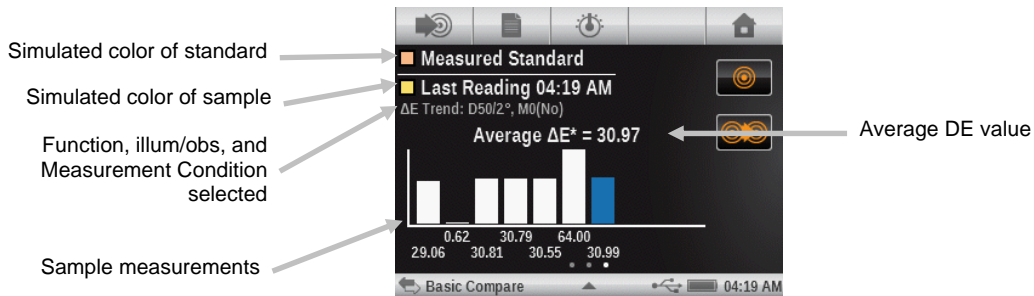 Simulated color of standard
Simulated color of sample
Function, illum/obs, and
Measurement Condition
selected
Sample measurements
Measured Standard
Last Reading 04:19 AM
ΔE Trend: D50/2°, M0(No)
Average ΔE* = 30.97
0.62 30.79 64.00
29.06 30.81 30.55 30.99
Basic Compare
04:19 AM
Average DE value